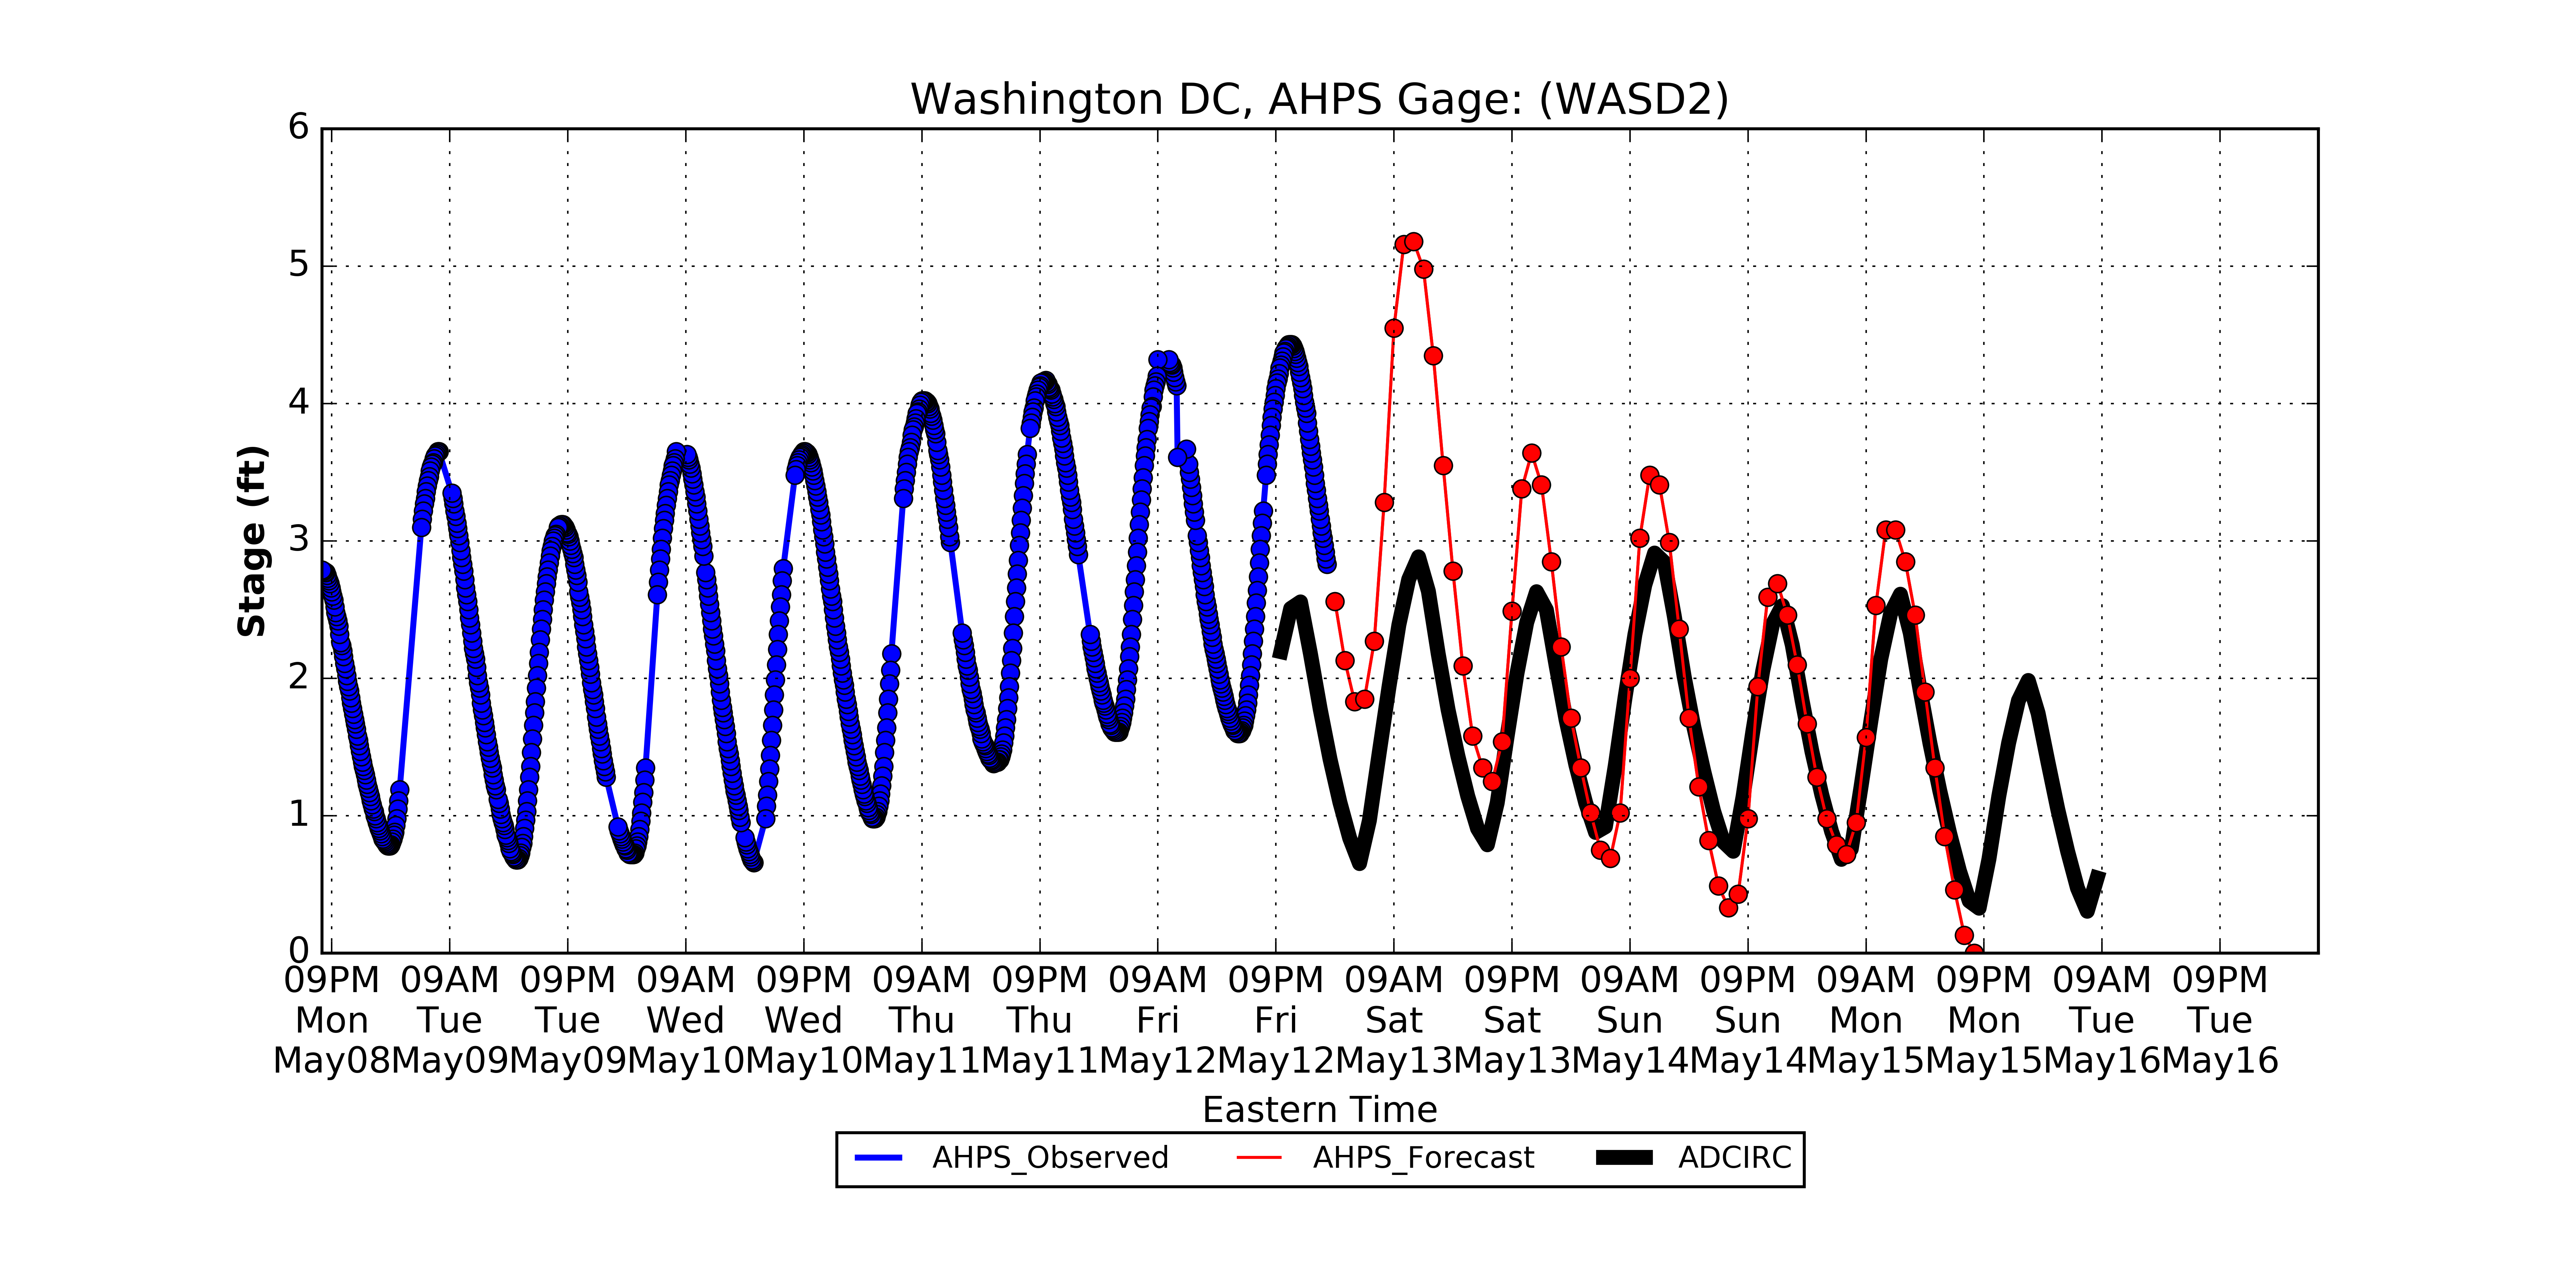 Washington DC, AHPS Gage: (WASD2)
6
5
4
3
2
1
0
Stage (ft)
09PM 09AM 09PM 09AM 09PM 09AM 09PM 09AM 09PM 09AM 09PM 09AM 09PM 09AM 09PM 09AM 09PM
Mon Tue Tue Wed Wed Thu Thu Fri Fri Sat Sat Sun Sun Mon Mon Tue Tue
May08 May09 May09 May10 May10 May11 May11 May12 May12 May13 May13 May14 May14 May15 May15 May16 May16
Eastern Time
AHPS_Observed AHPS_Forecast ADCIRC